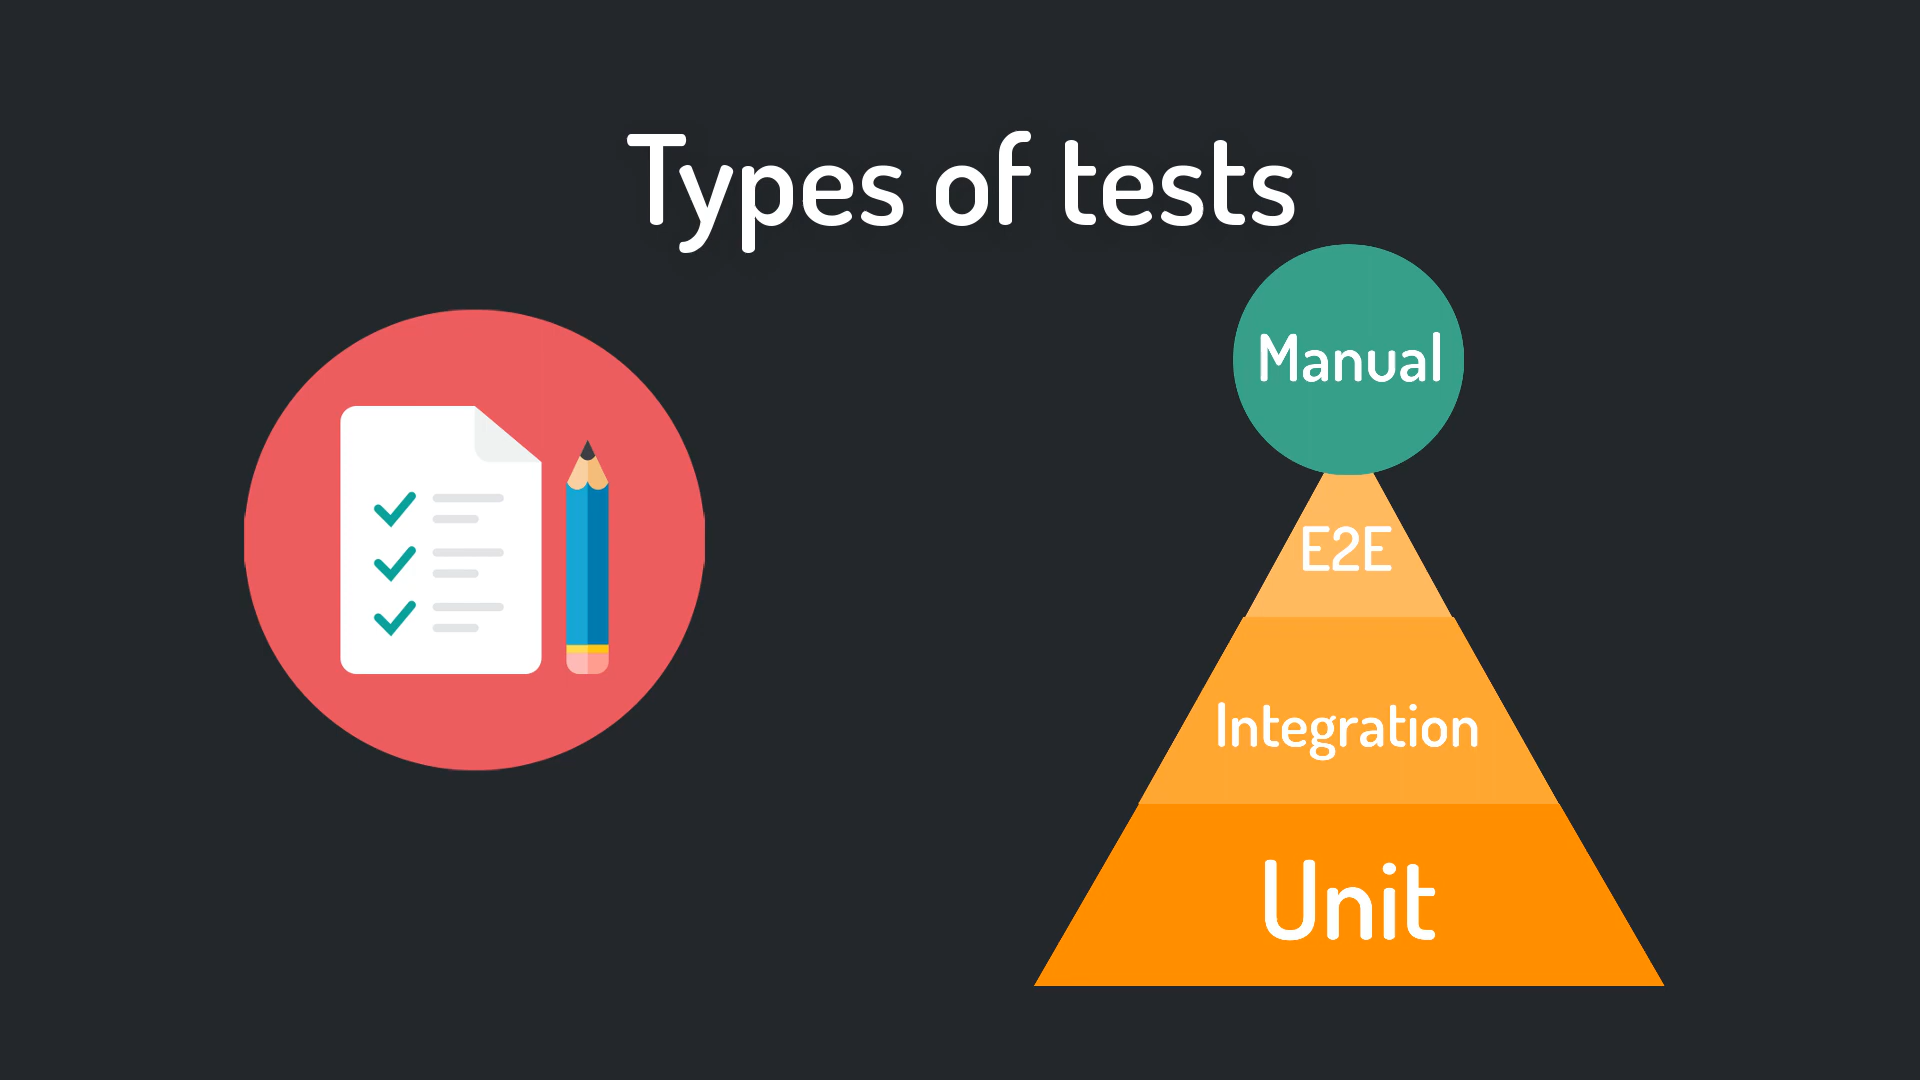 Types of tests
Manual
E2E
Integration
Unit